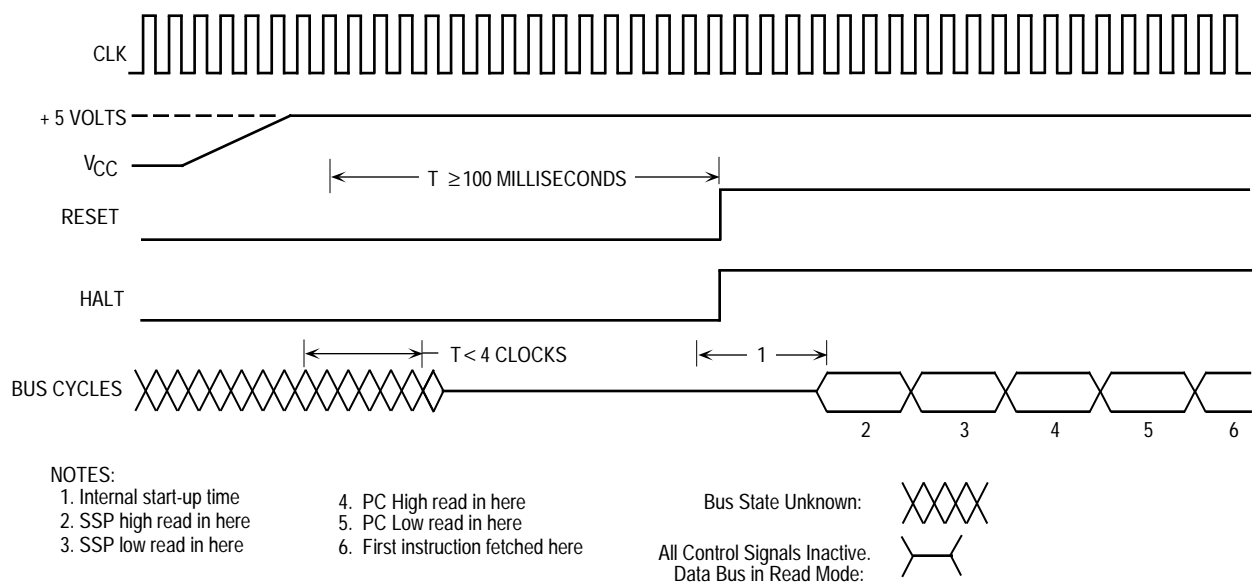 CLK
+ 5 VOLTS
VCC
T ≥100 MILLISECONDS
RESET
HALT
T < 4 CLOCKS
1
BUS CYCLES
2 3 4 5 6
NOTES:
1. Internal start-up time
2. SSP high read in here
3. SSP low read in here
4. PC High read in here
5. PC Low read in here
6. First instruction fetched here
Bus State Unknown:
All Control Signals Inactive.
Data Bus in Read Mode: